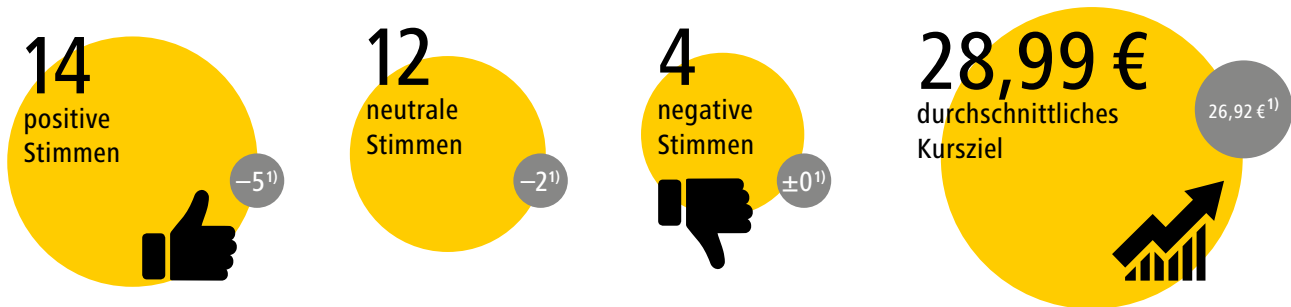 14
positive
Stimmen
–5¹⁾
12
neutrale
Stimmen
–2¹⁾
4
negative
Stimmen
±0¹⁾
28,99 €
durchschnittliches
Kursziel
26,92 €¹⁾